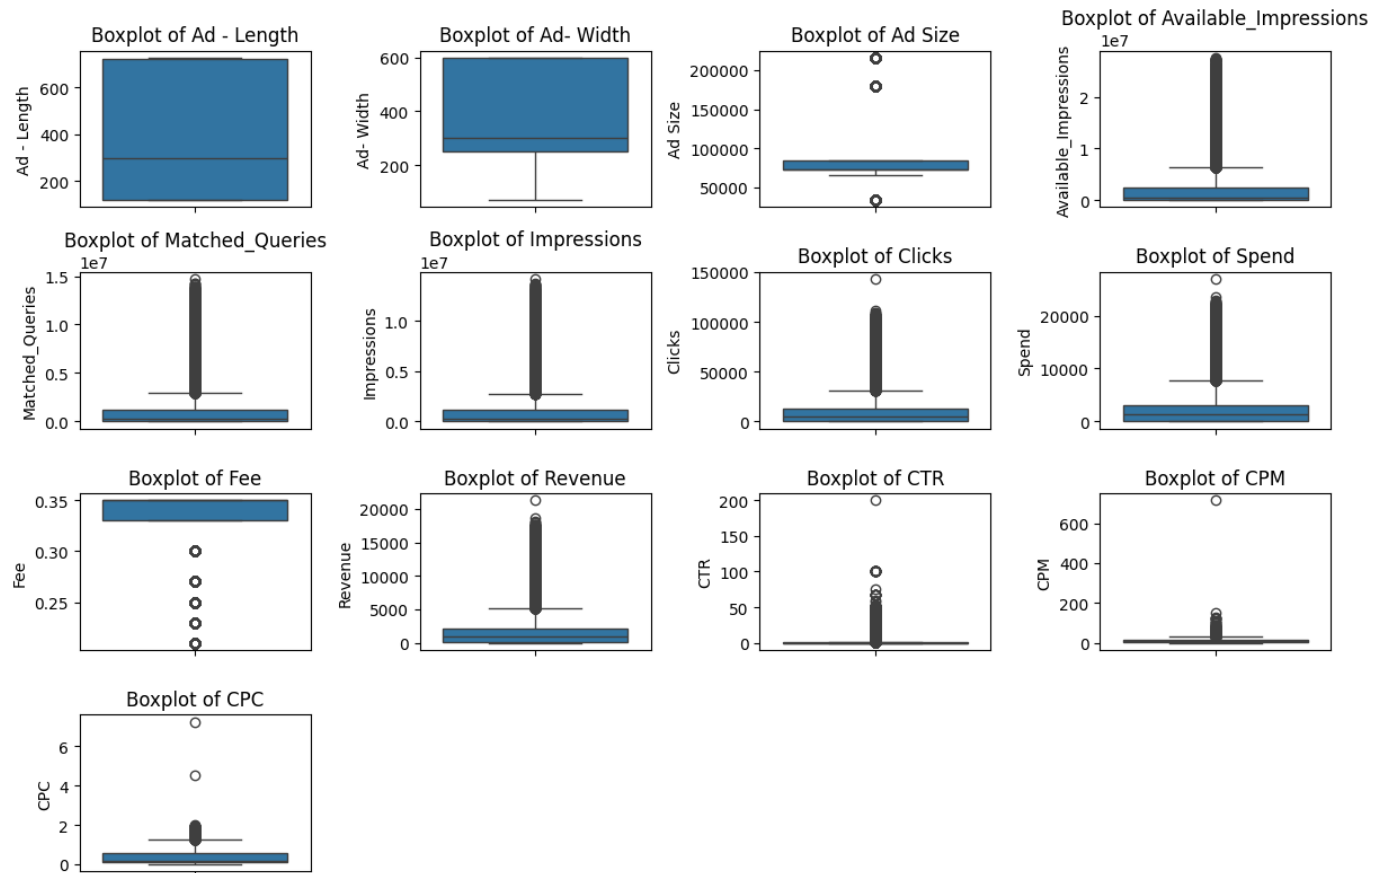 Boxplot of Ad - Length
Ad - Length
600
400
200
Boxplot of Ad- Width
Ad- Width
600
400
200
Boxplot of Ad Size
Ad Size
200000
150000
100000
50000
Boxplot of Available_Impressions
1e7
Available_Impressions
2
1
0
Boxplot of Matched_Queries
1e7
Matched_Queries
1.5
1.0
0.5
0.0
Boxplot of Impressions
1e7
Impressions
1.0
0.5
0.0
Boxplot of Clicks
Clicks
150000
100000
50000
0
Boxplot of Spend
Spend
20000
10000
0
Boxplot of Fee
Fee
0.35
0.30
0.25
Boxplot of Revenue
Revenue
20000
15000
10000
5000
0
Boxplot of CTR
CTR
200
150
100
50
0
Boxplot of CPM
CPM
600
400
200
0
Boxplot of CPC
CPC
6
4
2
0